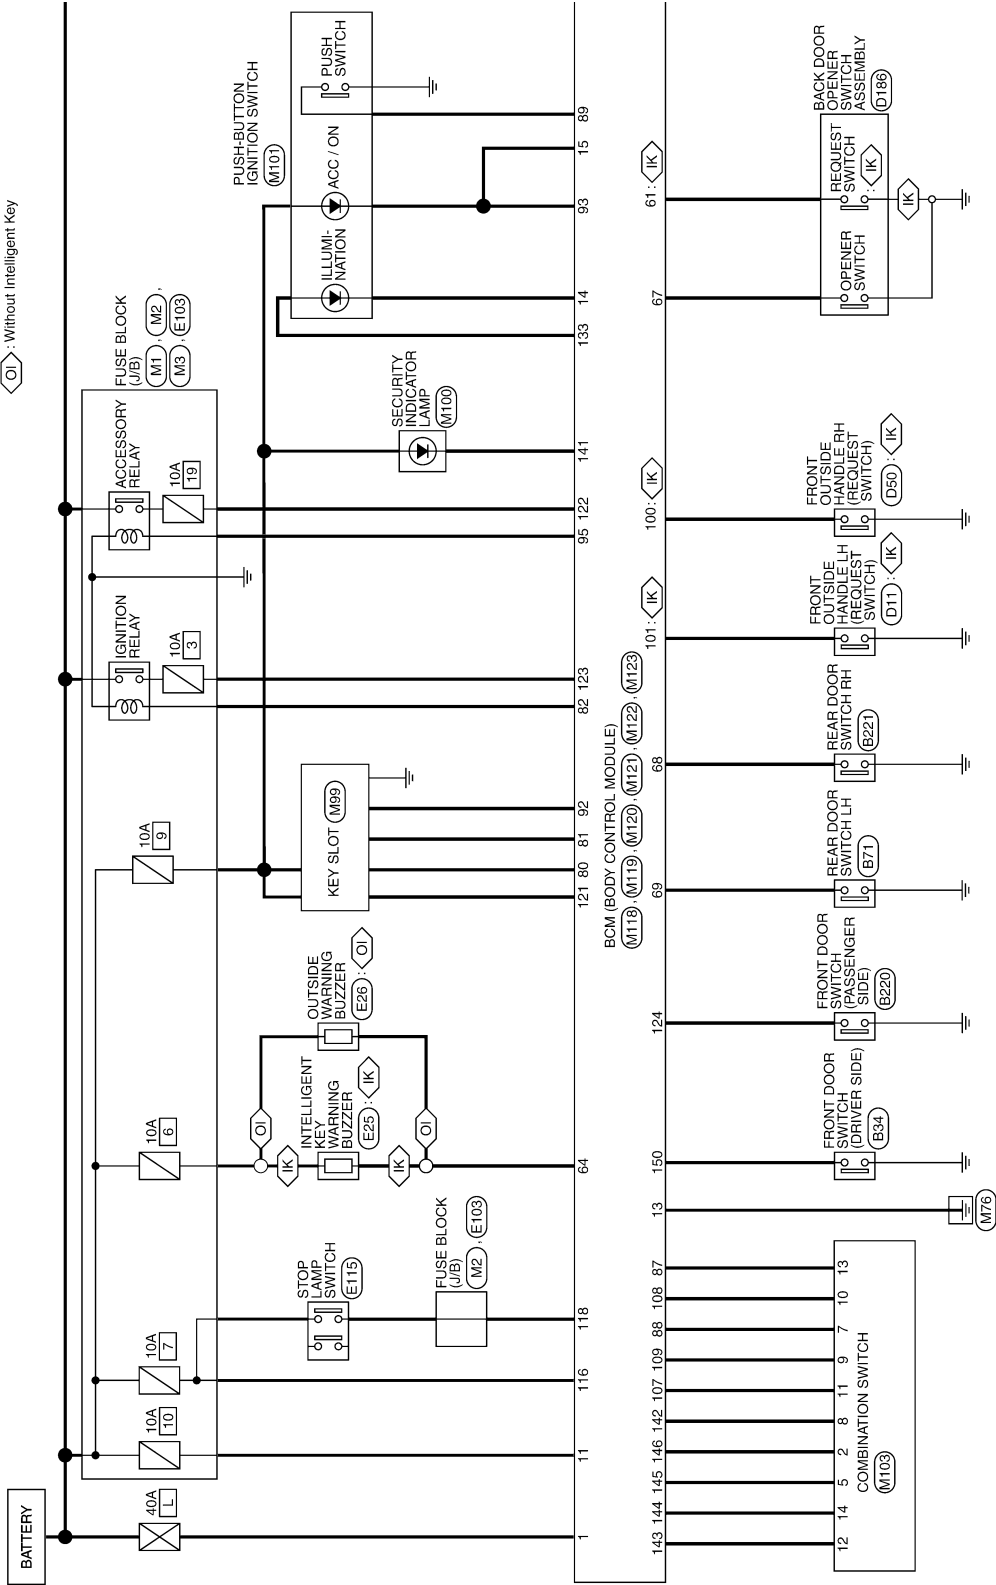 BATTERY
OI : Without Intelligent Key
40A
L
10A
10
10A
7
10A
6
10A
9
IGNITION
RELAY
10A
3
ACCESSORY
RELAY
10A
19
FUSE BLOCK
(J/B)
M1 , M2 ,
M3 , E103
STOP
LAMP
SWITCH
E115
FUSE BLOCK
(J/B)
M2 , E103
OI
IK
INTELLIGENT
KEY
WARNING
BUZZER
E25 : IK
IK
OI
OUTSIDE
WARNING
BUZZER
E26 : OI
KEY SLOT M99
SECURITY
INDICATOR
LAMP
M100
PUSH-BUTTON
IGNITION SWITCH
M101
ILLUMI-
NATION
ACC / ON
PUSH
SWITCH
1
11
116
118
64
121
80
81
92
82
123
95
122
141
133
14
93
15
89
BCM (BODY CONTROL MODULE)
M118 , M119 , M120 , M121 , M122 , M123
143
144
145
146
142
107
109
88
108
87
13
150
124
69
68
101 : IK
100 : IK
67
61 : IK
12
14
5
2
8
11
9
7
10
13
COMBINATION SWITCH
M103
M76
FRONT DOOR
SWITCH
(DRIVER SIDE)
B34
FRONT DOOR
SWITCH
(PASSENGER
SIDE)
B220
REAR DOOR
SWITCH LH
B71
REAR DOOR
SWITCH RH
B221
FRONT
OUTSIDE
HANDLE LH
(REQUEST
SWITCH)
D11 : IK
FRONT
OUTSIDE
HANDLE RH
(REQUEST
SWITCH)
D50 : IK
OPENER
SWITCH
REQUEST
SWITCH
: IK
IK
BACK DOOR
OPENER
SWITCH
ASSEMBLY
D186